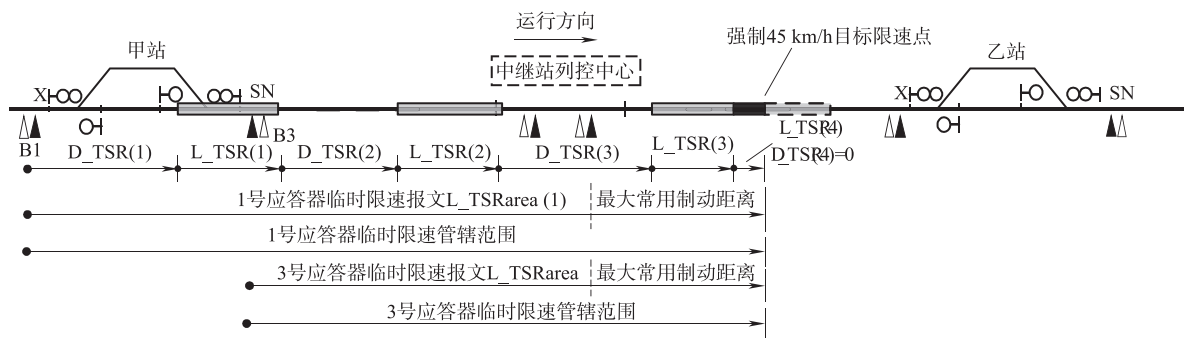 运行方向
强制45 km/h目标限速点
甲站
中继站列控中心
乙站
X
SN
X
SN
B1
B3
D_TSR(1)
L_TSR(1)
D_TSR(2)
L_TSR(2)
D_TSR(3)
L_TSR(3)
L_TSR(4)
D_TSR(4)=0
1号应答器临时限速报文L_TSRarea (1)
最大常用制动距离
1号应答器临时限速管辖范围
3号应答器临时限速报文L_TSRarea
最大常用制动距离
3号应答器临时限速管辖范围